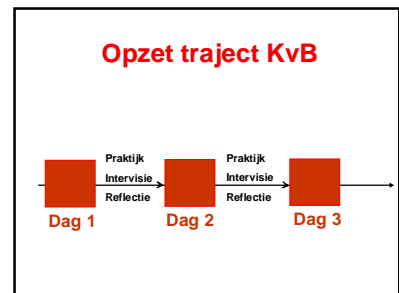 Opzet traject KvB
Praktijk Praktijk
Intervisie Intervisie
Reflectie Reflectie
Dag 1 Dag 2 Dag 3